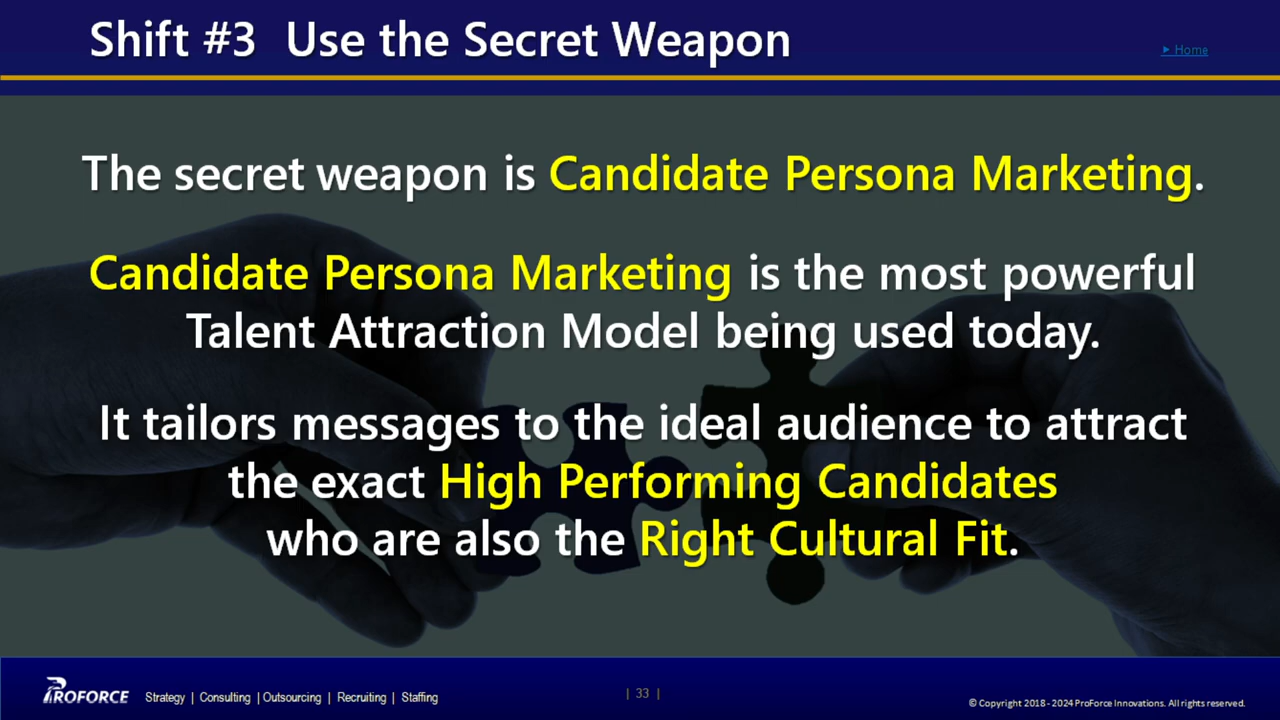 Shift #3 Use the Secret Weapon
► Home
The secret weapon is Candidate Persona Marketing.
Candidate Persona Marketing is the most powerful
Talent Attraction Model being used today.
It tailors messages to the ideal audience to attract
the exact High Performing Candidates
who are also the Right Cultural Fit.
PROFORCE Strategy | Consulting | Outsourcing | Recruiting | Staffing
| 33 |
© Copyright 2018 - 2024 ProForce Innovations. All rights reserved.